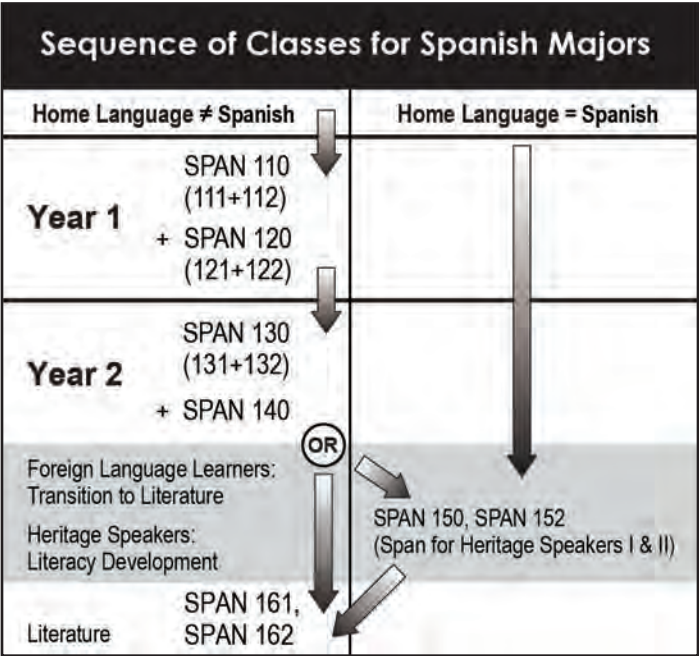 Sequence of Classes for Spanish Majors
Home Language ≠ Spanish
Home Language = Spanish
Year 1
SPAN 110
(111+112)
+ SPAN 120
(121+122)
Year 2
SPAN 130
(131+132)
+ SPAN 140
OR
Foreign Language Learners:
Transition to Literature
Heritage Speakers:
Literacy Development
SPAN 150, SPAN 152
(Span for Heritage Speakers I & II)
Literature
SPAN 161,
SPAN 162